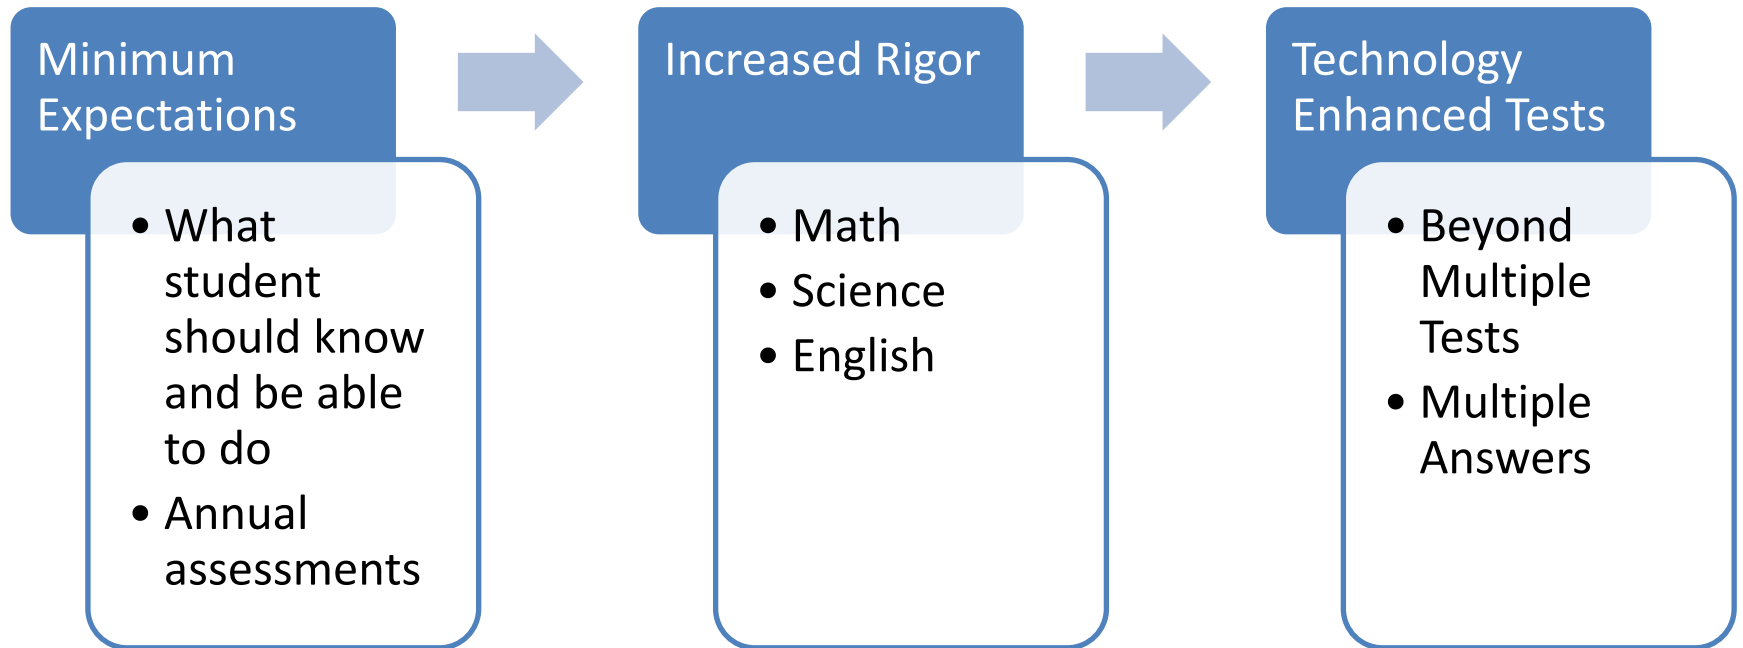 Minimum
Expectations
• What
student
should know
and be able
to do
• Annual
assessments
Increased Rigor
• Math
• Science
• English
Technology
Enhanced Tests
• Beyond
Multiple
Tests
• Multiple
Answers